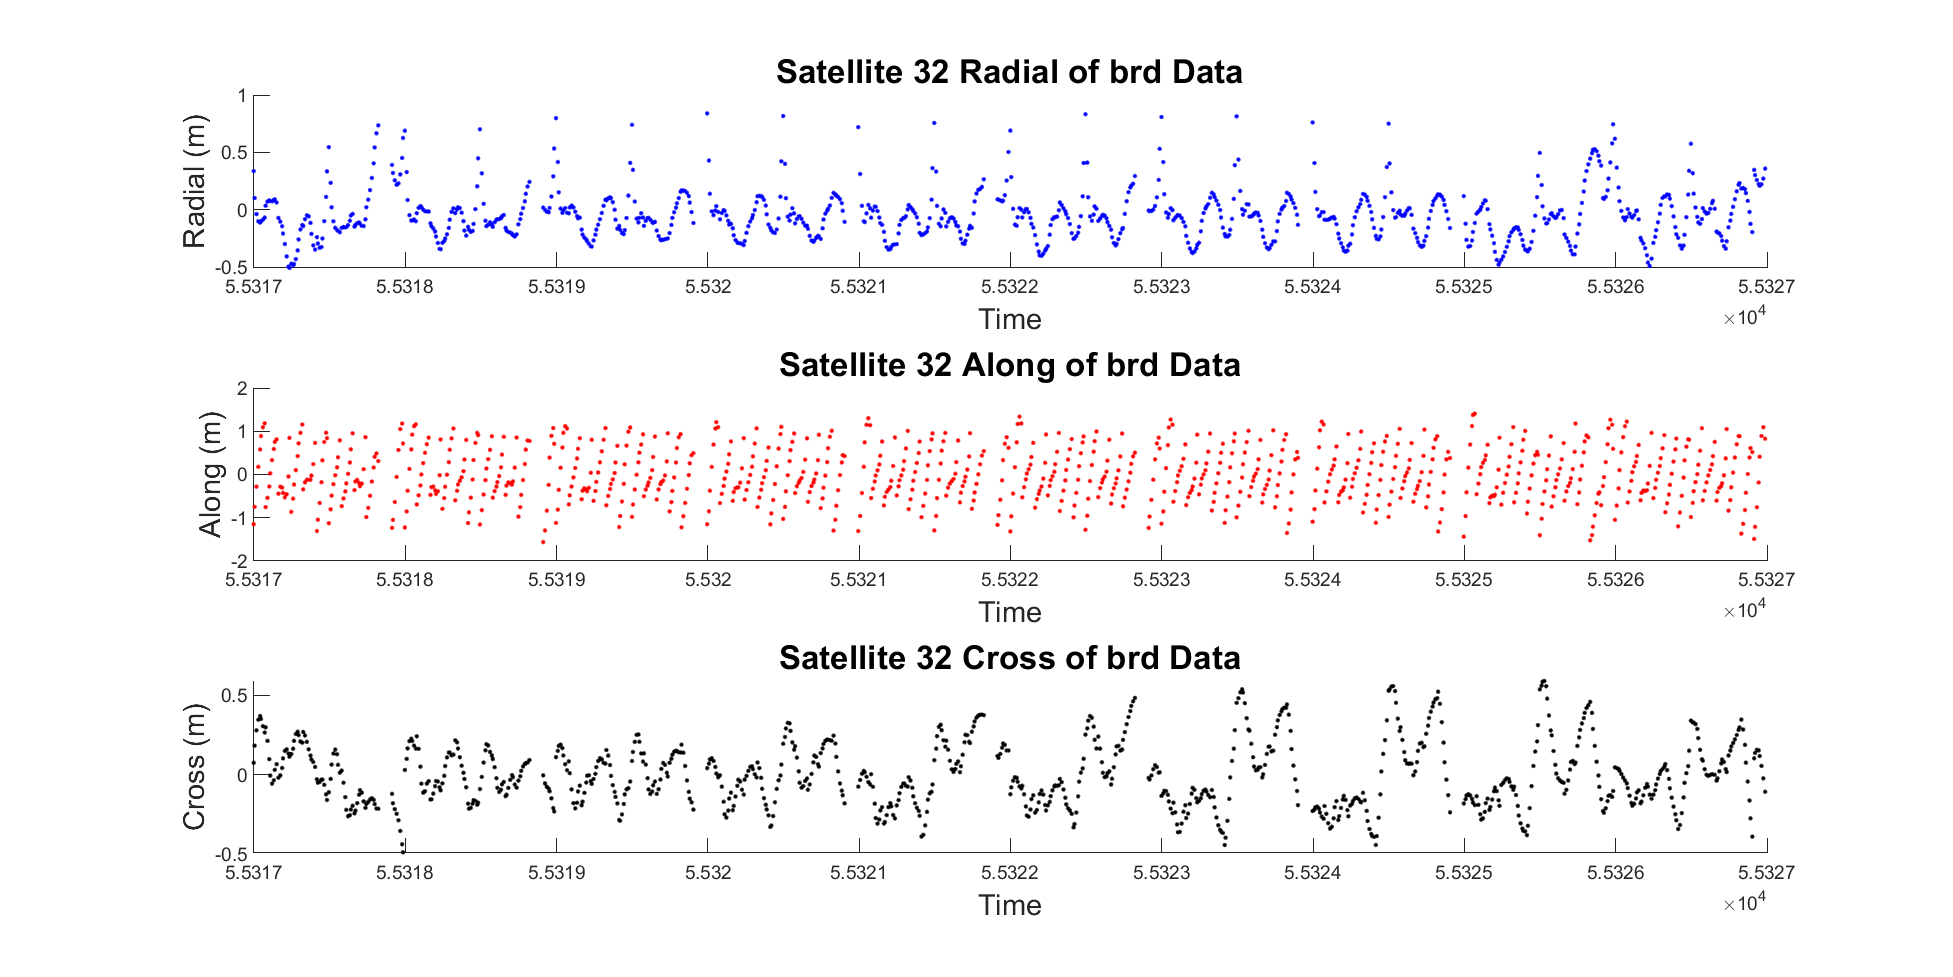 Satellite 32 Radial of brd Data
1
0.5
0
-0.5
Radial (m)
5.5317 5.5318 5.5319 5.532 5.5321 5.5322 5.5323 5.5324 5.5325 5.5326 5.5327
Time
×10^4
Satellite 32 Along of brd Data
2
1
0
-1
-2
Along (m)
5.5317 5.5318 5.5319 5.532 5.5321 5.5322 5.5323 5.5324 5.5325 5.5326 5.5327
Time
×10^4
Satellite 32 Cross of brd Data
0.5
0
-0.5
Cross (m)
5.5317 5.5318 5.5319 5.532 5.5321 5.5322 5.5323 5.5324 5.5325 5.5326 5.5327
Time
×10^4